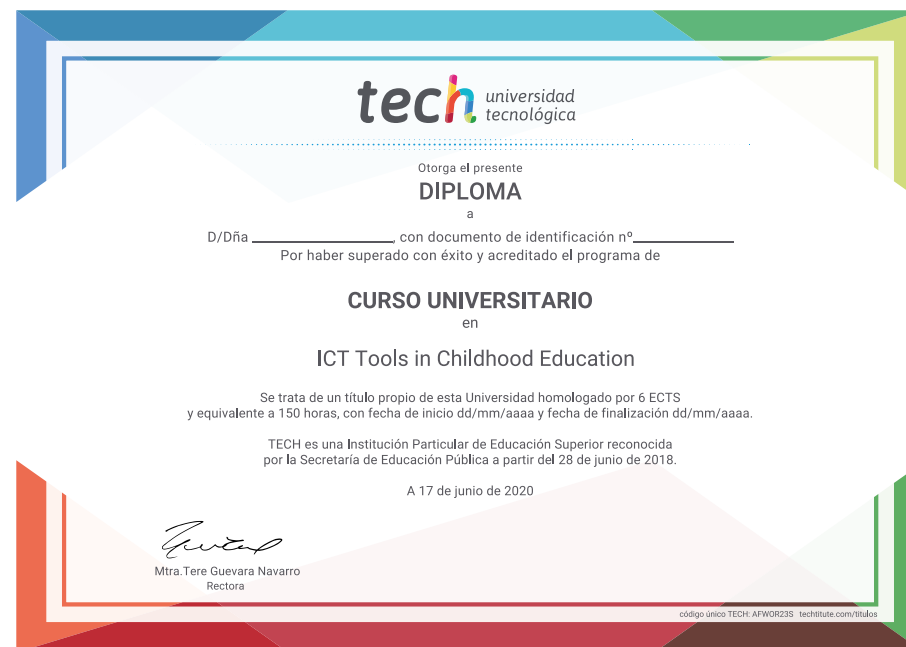 tech universidad
tecnológica
Otorga el presente
DIPLOMA
a
D/Dña ____________________, con documento de identificación nº______________
Por haber superado con éxito y acreditado el programa de
CURSO UNIVERSITARIO
en
ICT Tools in Childhood Education
Se trata de un título propio de esta Universidad homologado por 6 ECTS
y equivalente a 150 horas, con fecha de inicio dd/mm/aaaa y fecha de finalización dd/mm/aaaa.
TECH es una Institución Particular de Educación Superior reconocida
por la Secretaría de Educación Pública a partir del 28 de junio de 2018.
A 17 de junio de 2020
Mtra.Tere Guevara Navarro
Rectora
código único TECH: AFWOR23S techtitute.com/titulos